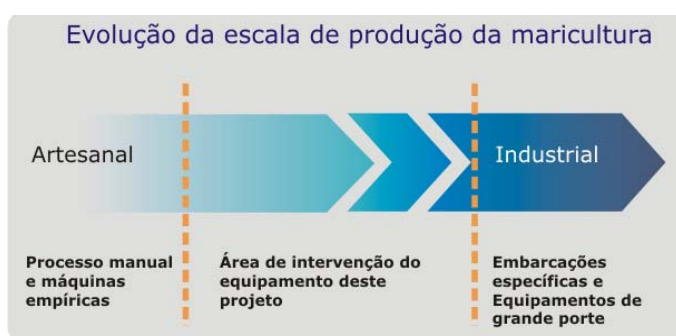 Evolução da escala de produção da maricultura
Artesanal
Industrial
Processo manual
e máquinas
empíricas
Área de intervenção do
equipamento deste
projeto
Embarcações
específicas e
Equipamentos de
grande porte